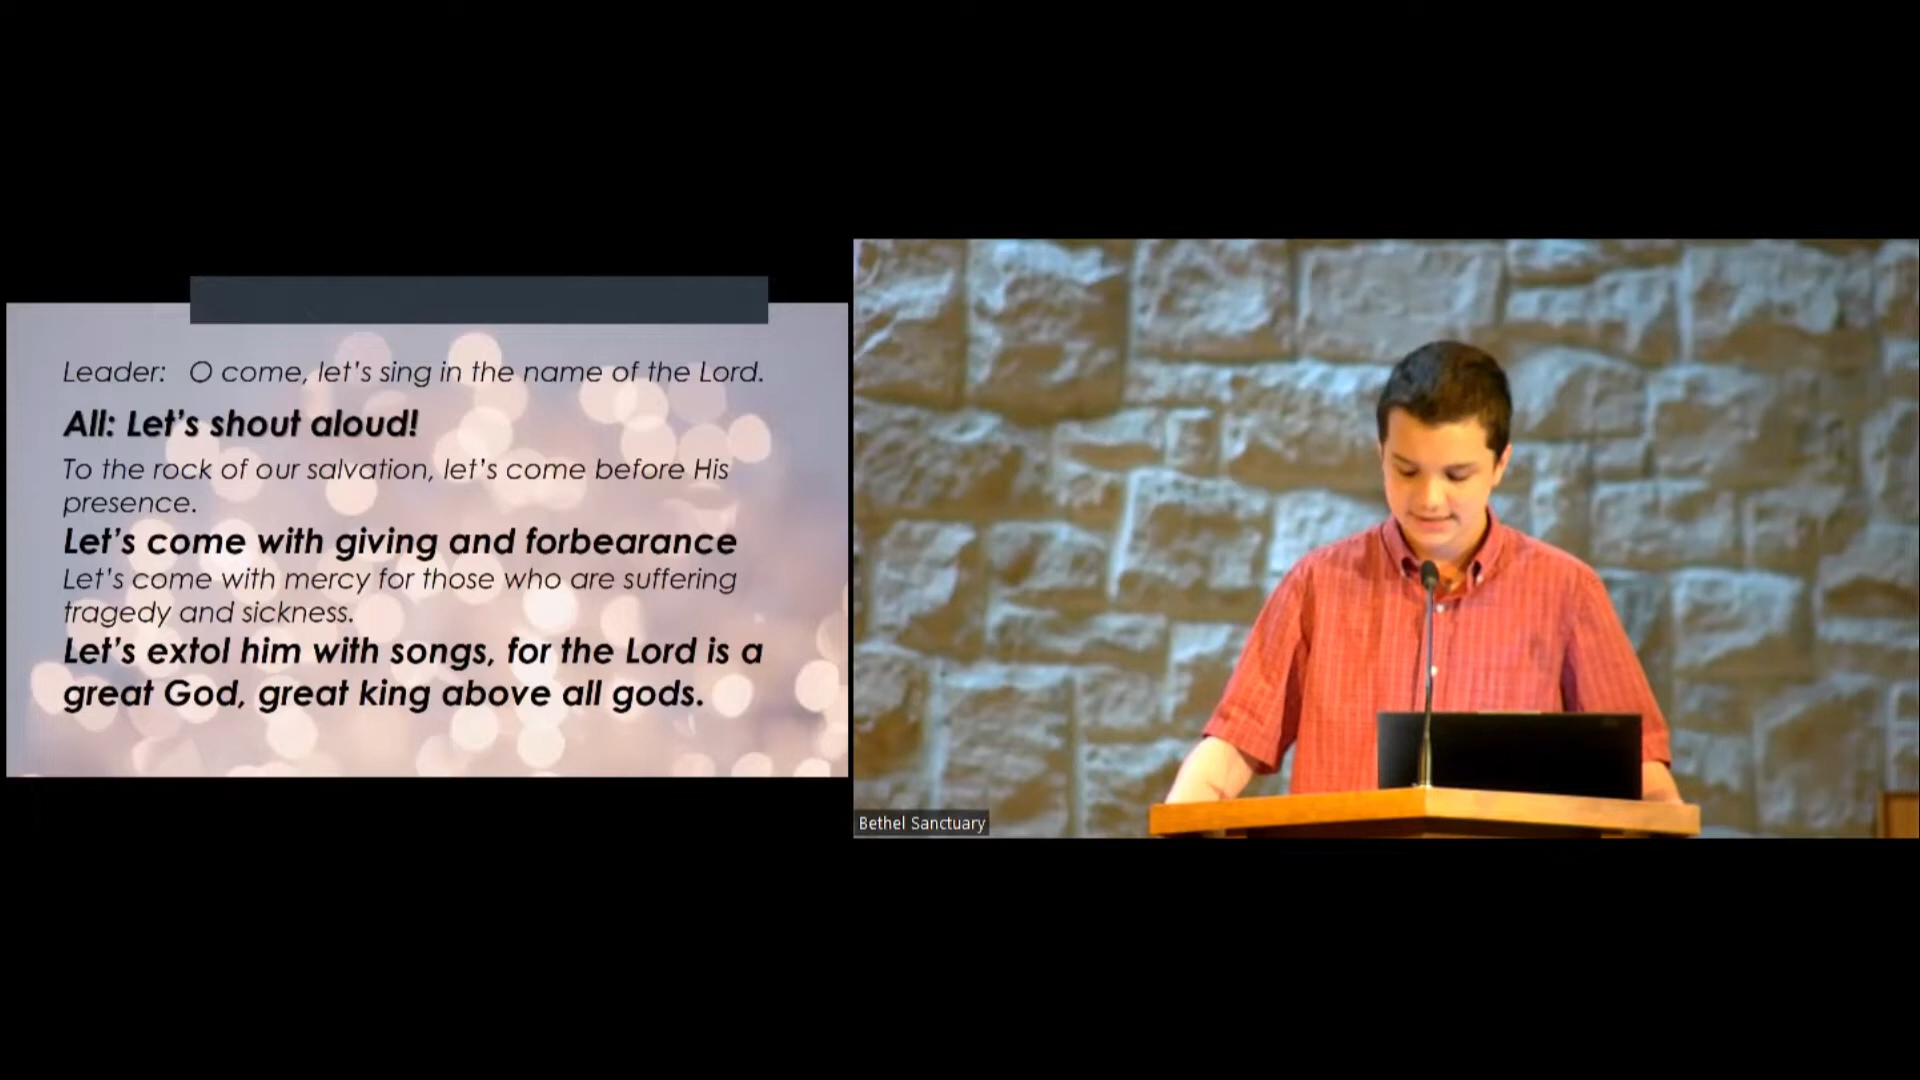 Leader:   O come, let's sing in the name of the Lord.
All: Let's shout aloud!
To the rock of our salvation, let's come before His
presence.
Let's come with giving and forbearance
Let's come with mercy for those who are suffering
tragedy and sickness.
Let's extol him with songs, for the Lord is a
great God, great king above all gods.
Bethel Sanctuary